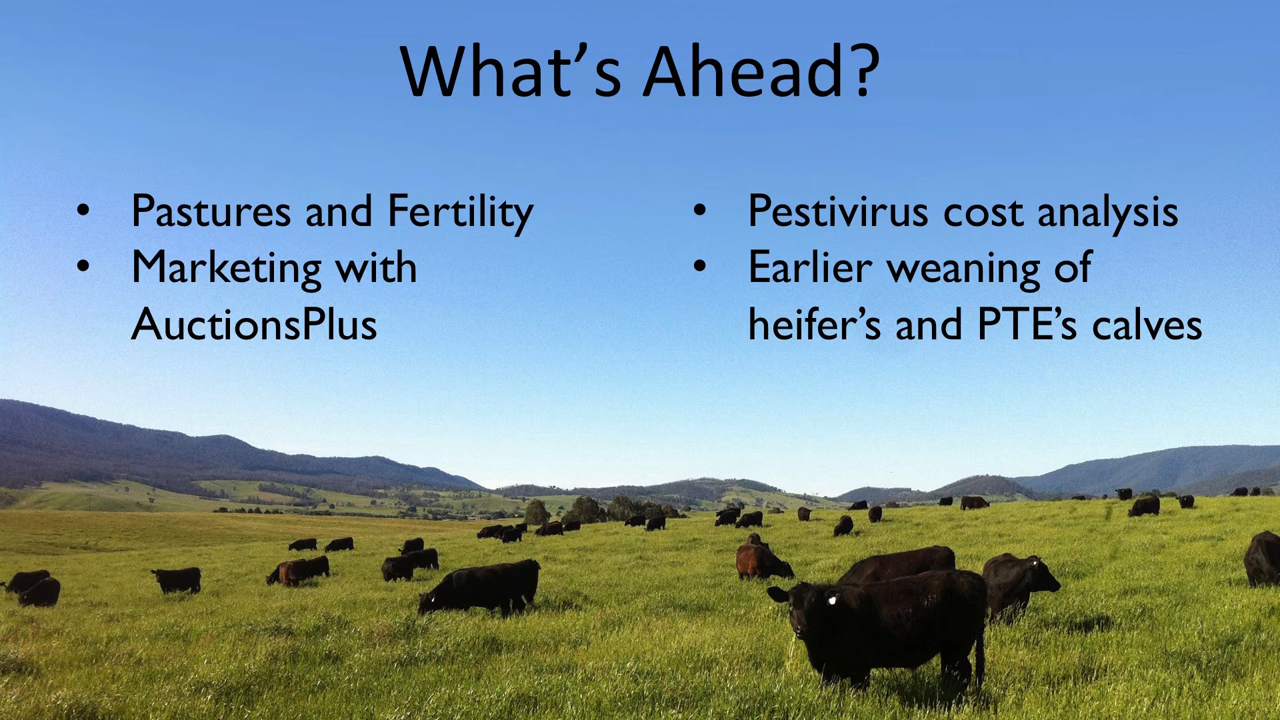 What’s Ahead?
• Pastures and Fertility
• Marketing with
AuctionsPlus
• Pestivirus cost analysis
• Earlier weaning of
heifer’s and PTE’s calves